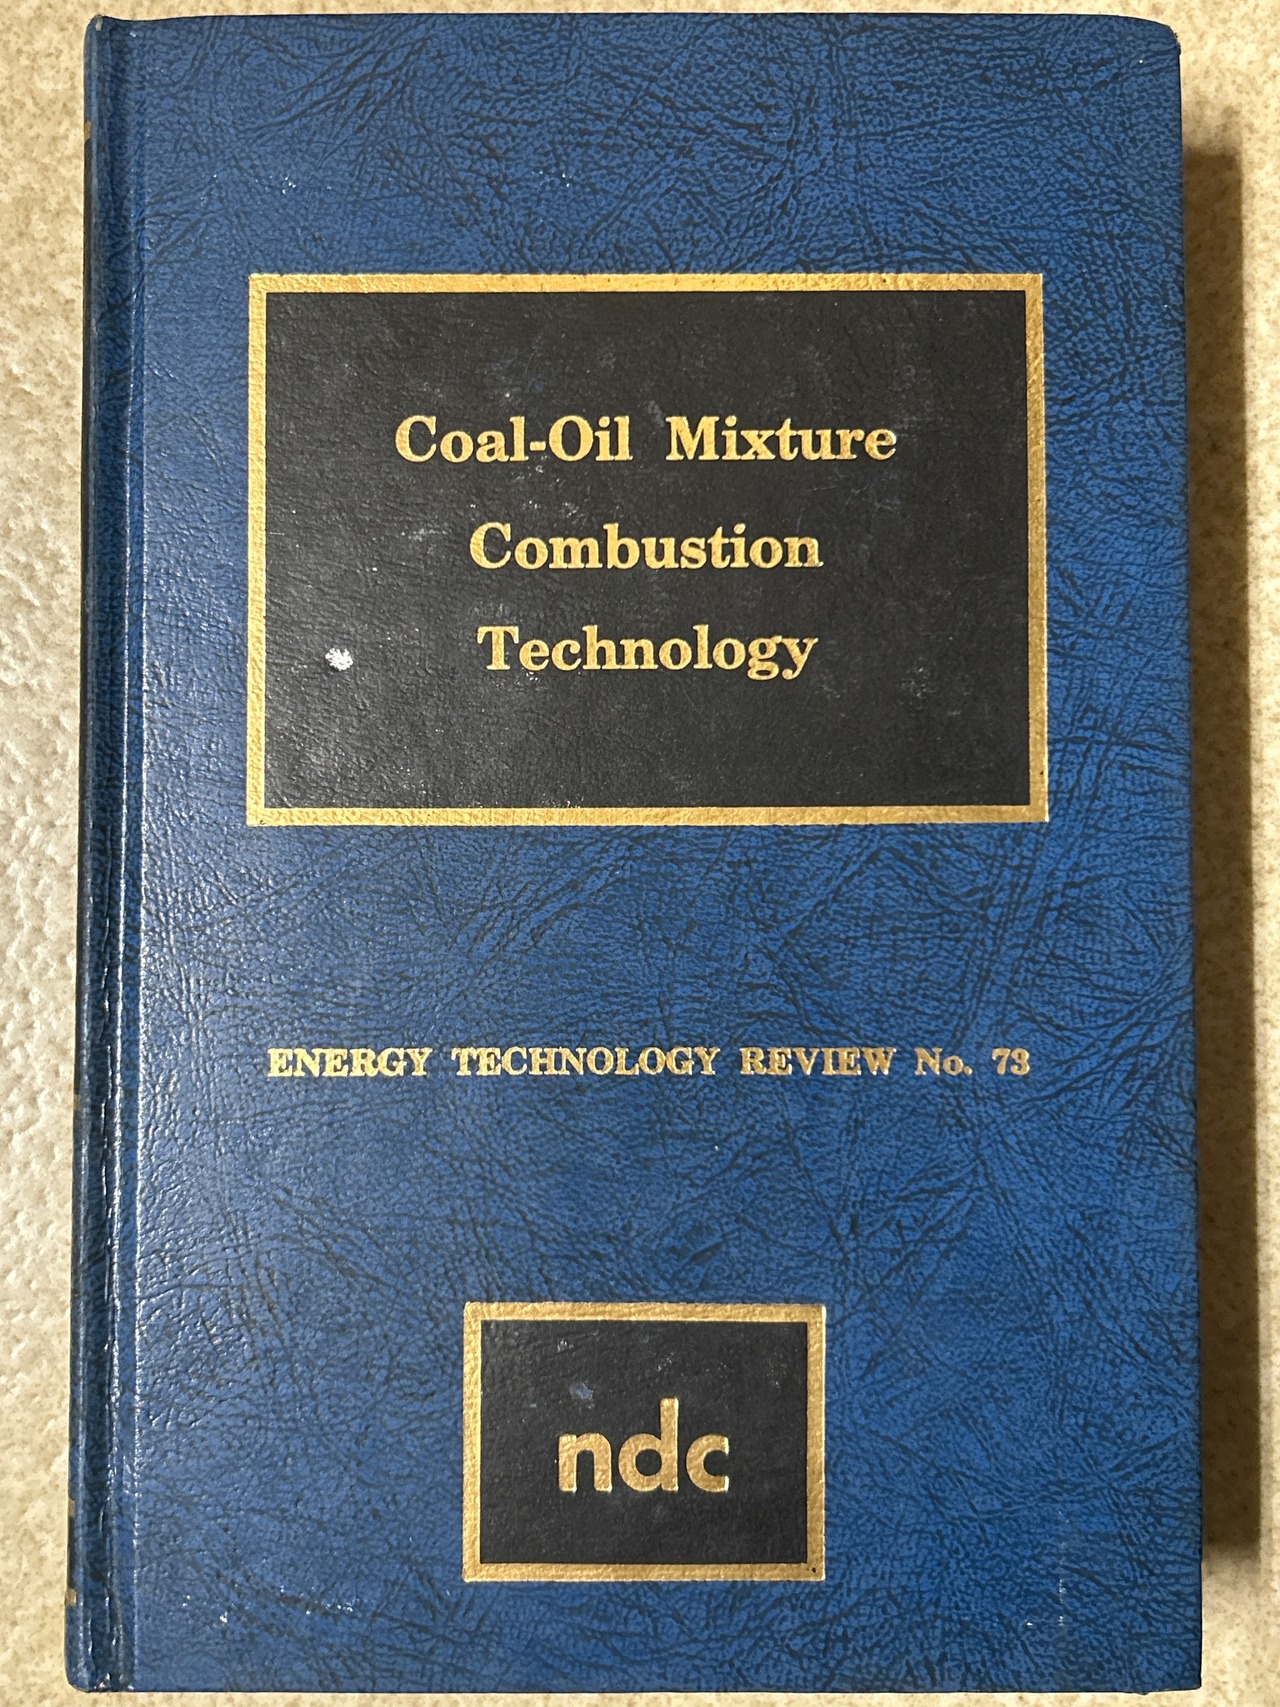 Coal-Oil Mixture
Combustion
Technology
ENERGY TECHNOLOGY REVIEW No. 73
ndc